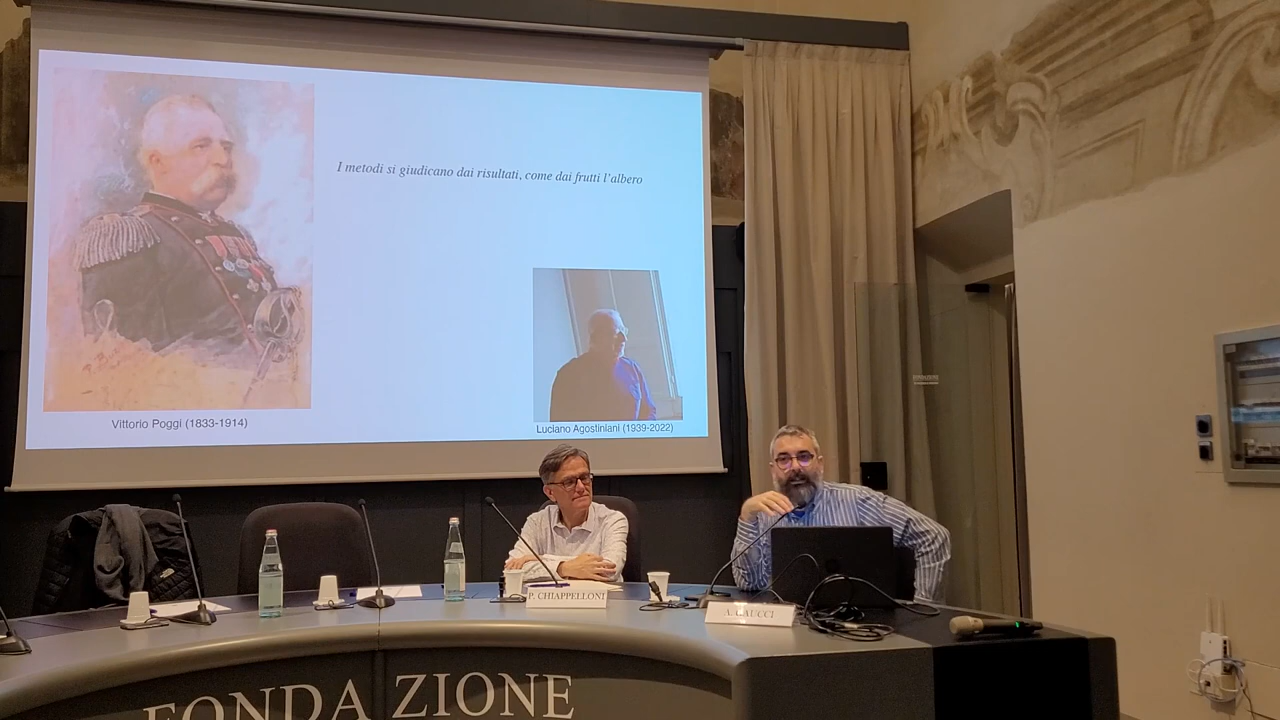 I metodi si giudicano dai risultati, come dai frutti l'albero
Vittorio Poggi (1833-1914)
Luciano Agostiniani (1939-2022)
P. CHIAPPELLONI
A. GAUCCI
FONDAZIONE